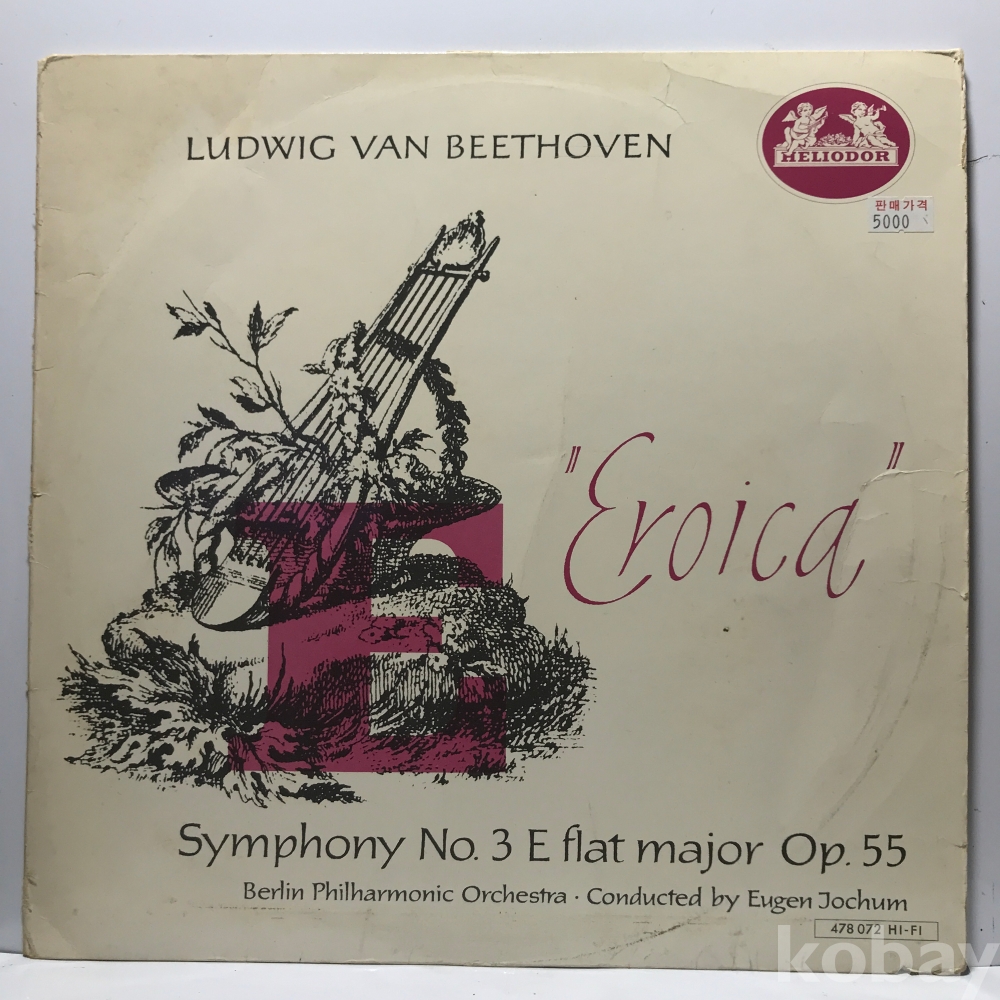 LUDWIG VAN BEETHOVEN
HELIODOR
판매가격
5000
"Eroica"
Symphony No. 3 E flat major Op. 55
Berlin Philharmonic Orchestra · Conducted by Eugen Jochum
478 072 HI-FI
kobay